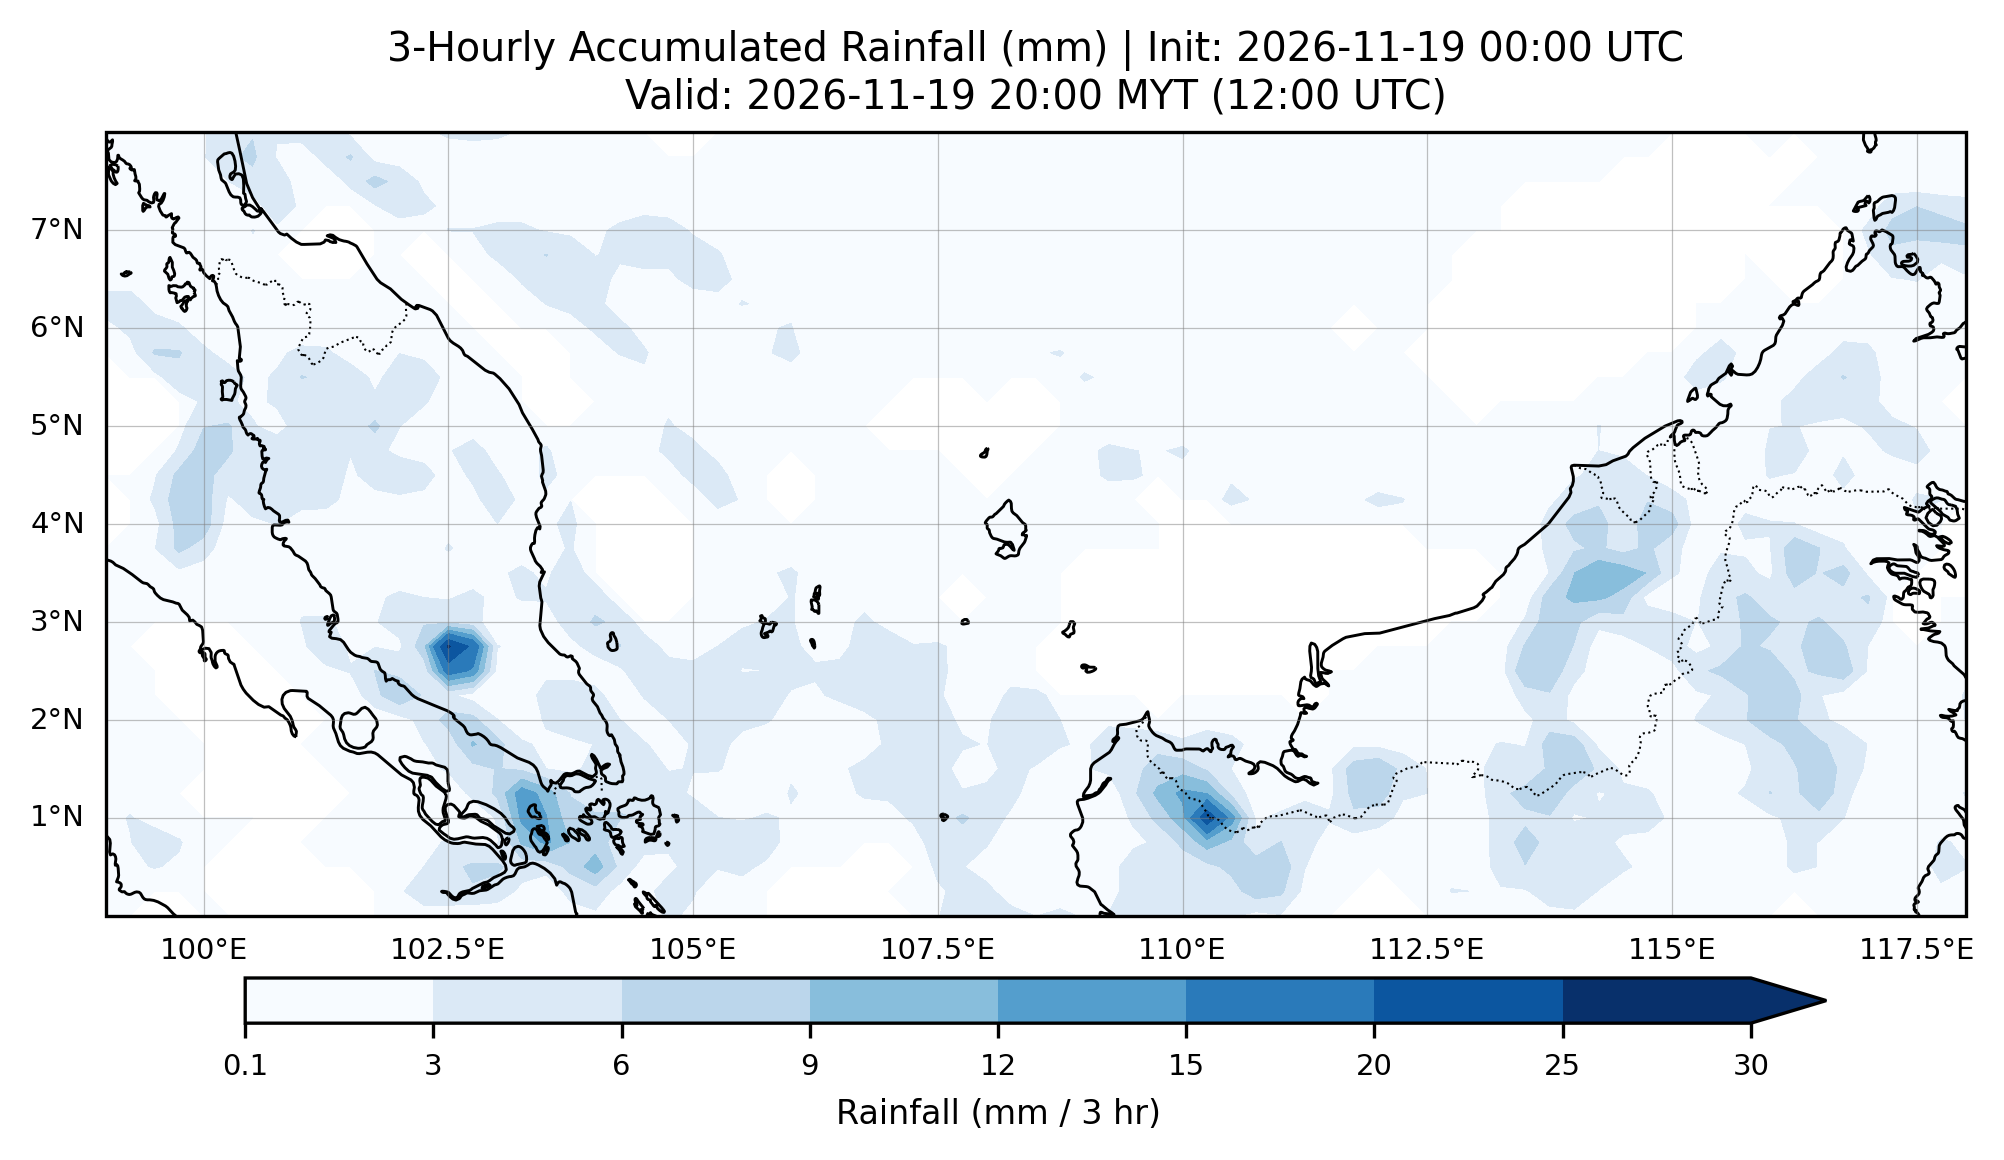 3-Hourly Accumulated Rainfall (mm) | Init: 2026-11-19 00:00 UTC
Valid: 2026-11-19 20:00 MYT (12:00 UTC)
7°N
6°N
5°N
4°N
3°N
2°N
1°N
100°E 102.5°E 105°E 107.5°E 110°E 112.5°E 115°E 117.5°E
0.1 3 6 9 12 15 20 25 30
Rainfall (mm / 3 hr)